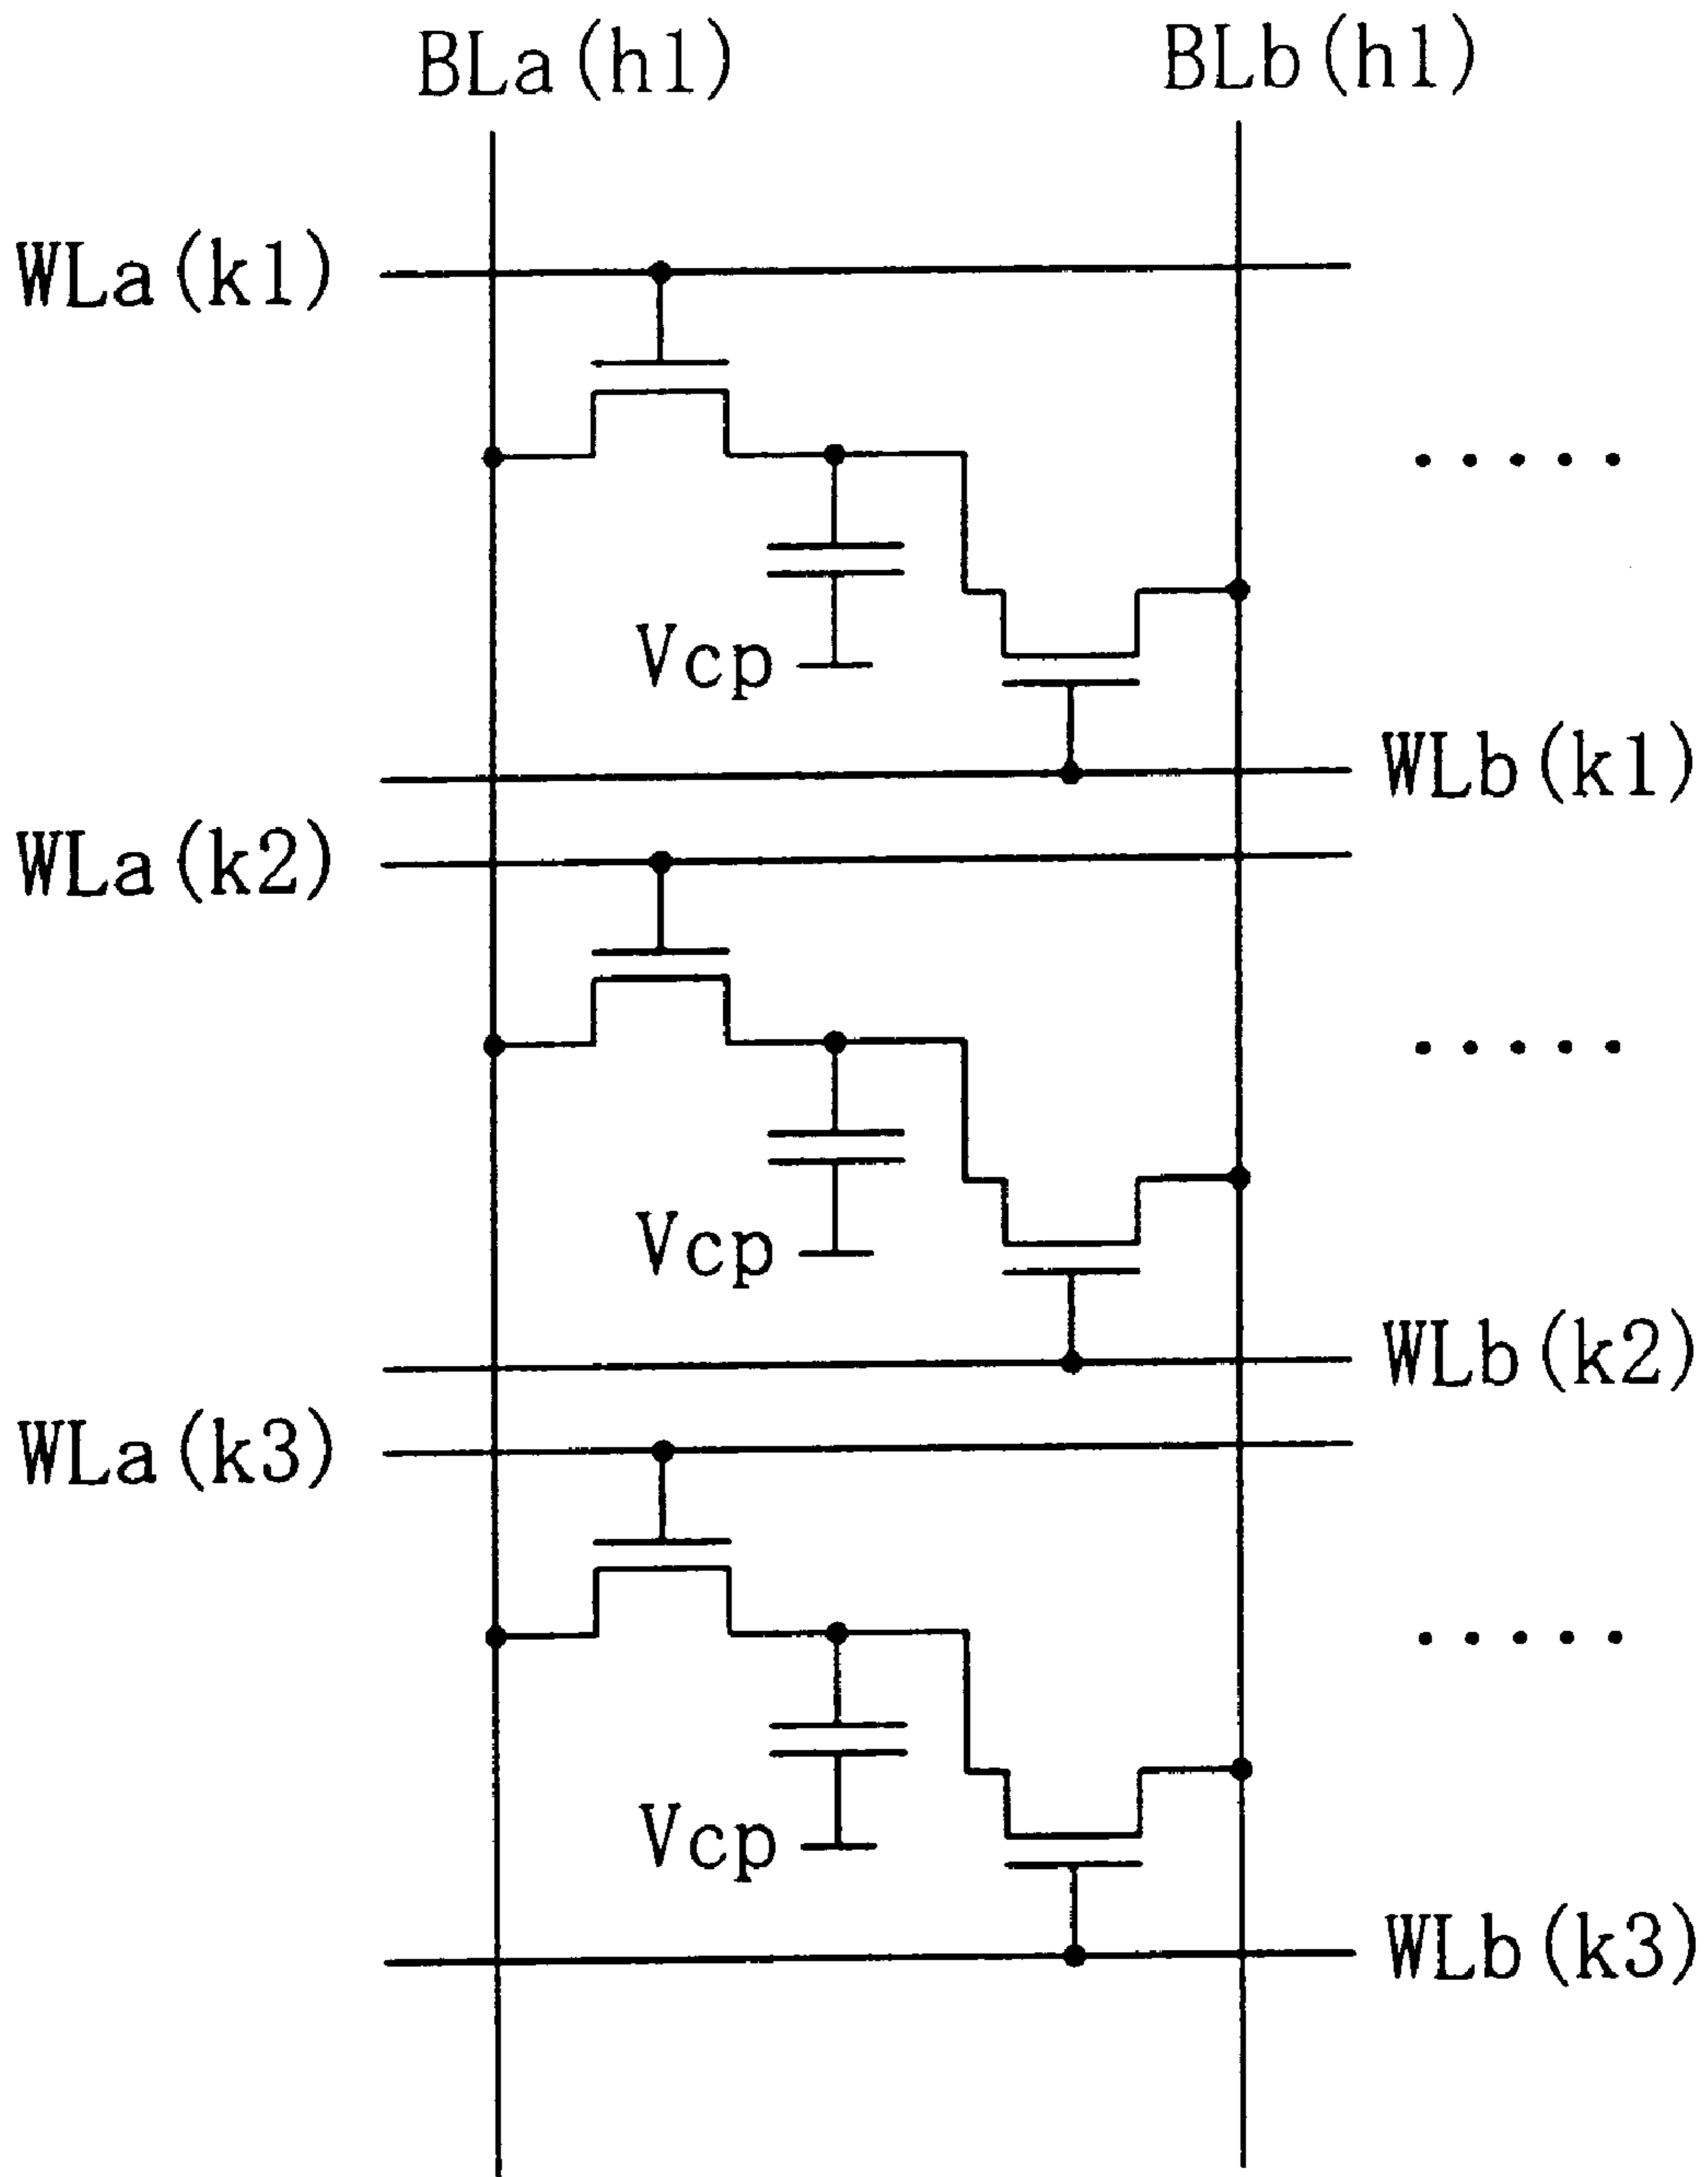 BLa(h1) BLb(h1)
WLa(k1)
Vcp
WLb(k1)
WLa(k2)
Vcp
WLb(k2)
WLa(k3)
Vcp
WLb(k3)